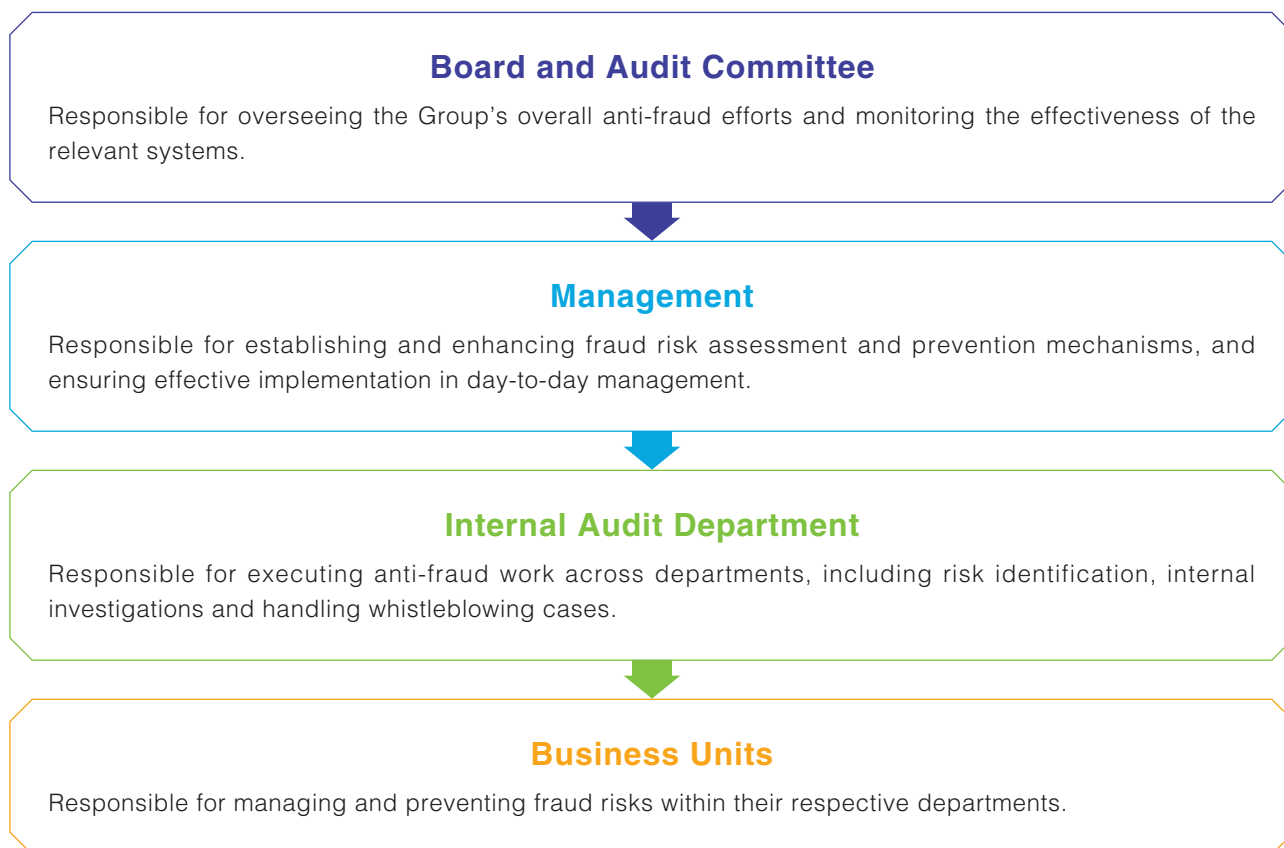 Board and Audit Committee
Responsible for overseeing the Group’s overall anti-fraud efforts and monitoring the effectiveness of the
relevant systems.
Management
Responsible for establishing and enhancing fraud risk assessment and prevention mechanisms, and
ensuring effective implementation in day-to-day management.
Internal Audit Department
Responsible for executing anti-fraud work across departments, including risk identification, internal
investigations and handling whistleblowing cases.
Business Units
Responsible for managing and preventing fraud risks within their respective departments.